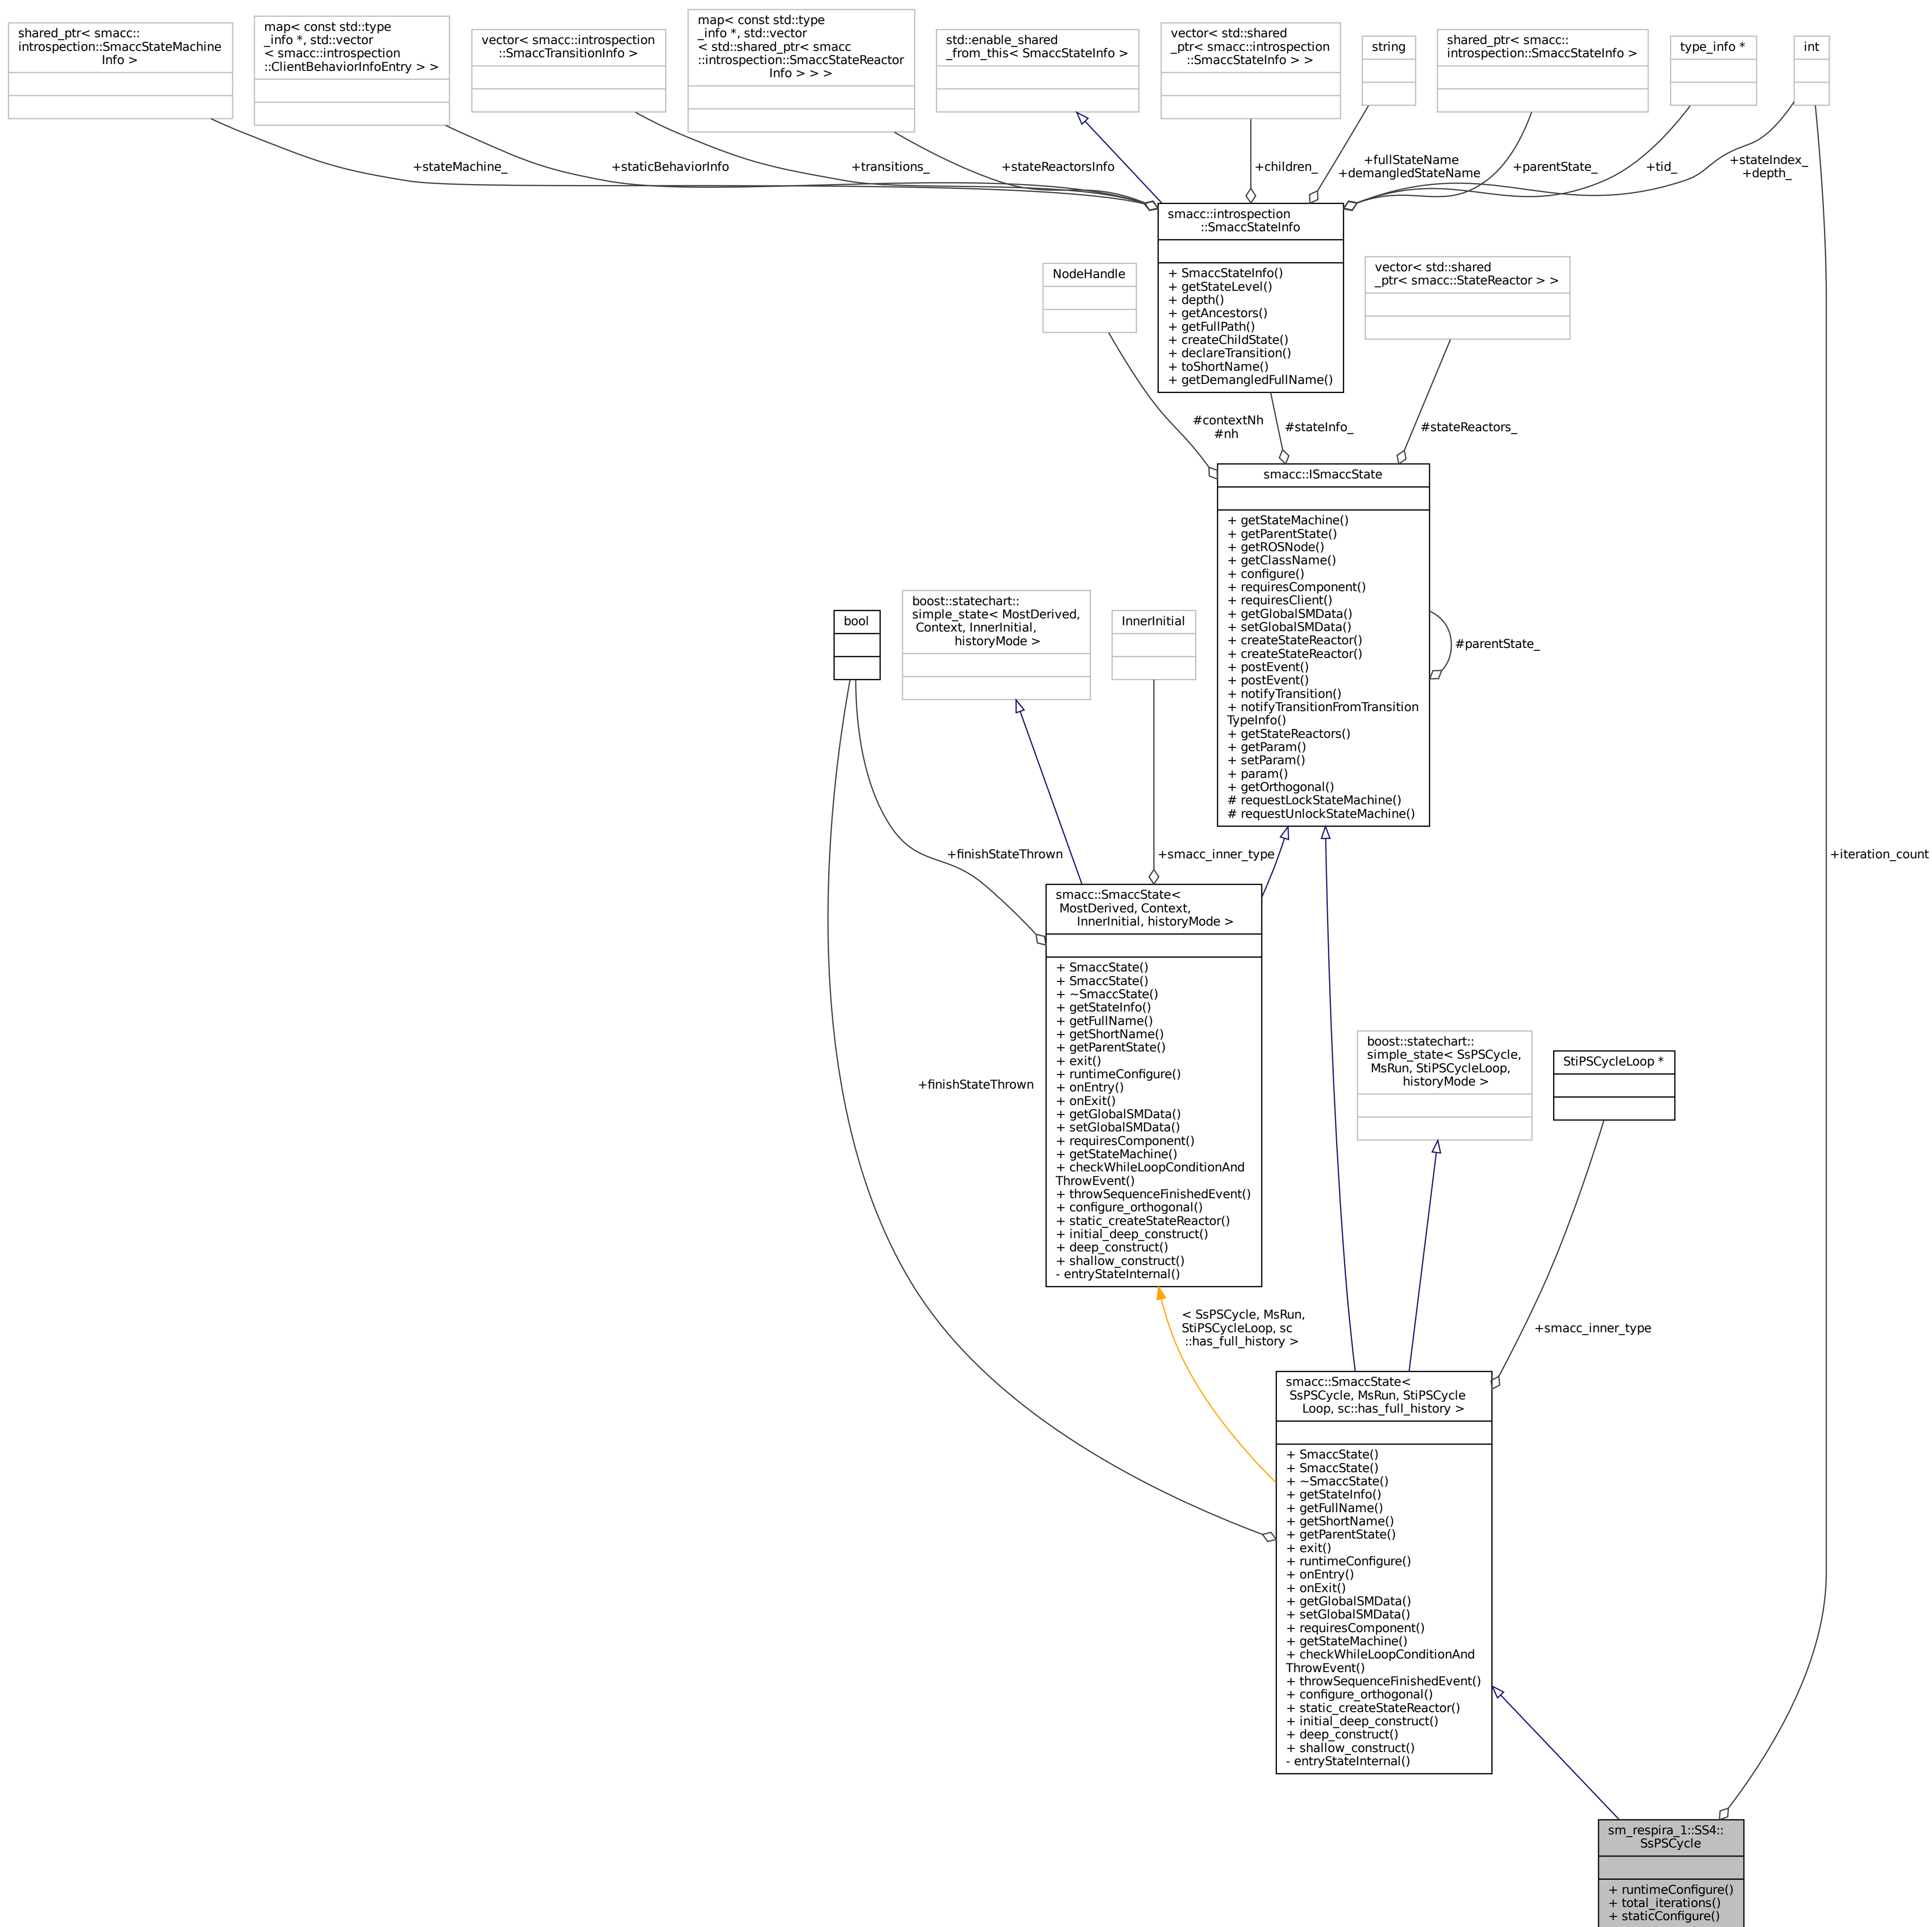 shared_ptr< smacc::
introspection::SmaccStateMachine
Info >
map< const std::type
_info *, std::vector
< smacc::introspection
::ClientBehaviorInfoEntry > >
vector< smacc::introspection
::SmaccTransitionInfo >
map< const std::type
_info *, std::vector
< std::shared_ptr< smacc
::introspection::SmaccStateReactor
Info > > >
std::enable_shared
_from_this< SmaccStateInfo >
vector< std::shared
_ptr< smacc::introspection
::SmaccStateInfo > >
string
shared_ptr< smacc::
introspection::SmaccStateInfo >
type_info *
int
+stateMachine_
+staticBehaviorInfo
+transitions_
+stateReactorsInfo
+children_
+fullStateName
+demangledStateName
+parentState_
+tid_
+stateIndex_
+depth_
smacc::introspection
::SmaccStateInfo
+ SmaccStateInfo()
+ getStateLevel()
+ depth()
+ getAncestors()
+ getFullPath()
+ createChildState()
+ declareTransition()
+ toShortName()
+ getDemangledFullName()
NodeHandle
vector< std::shared
_ptr< smacc::StateReactor > >
#contextNh
#nh
#stateInfo_
#stateReactors_
smacc::ISmaccState
+ getStateMachine()
+ getParentState()
+ getROSNode()
+ getClassName()
+ configure()
+ requiresComponent()
+ requiresClient()
+ getGlobalSMData()
+ setGlobalSMData()
+ createStateReactor()
+ createStateReactor()
+ postEvent()
+ postEvent()
+ notifyTransition()
+ notifyTransitionFromTransition
TypeInfo()
+ getStateReactors()
+ getParam()
+ setParam()
+ param()
+ getOrthogonal()
# requestLockStateMachine()
# requestUnlockStateMachine()
#parentState_
bool
boost::statechart::
simple_state< MostDerived,
Context, InnerInitial,
historyMode >
InnerInitial
+finishStateThrown
+smacc_inner_type
+iteration_count
smacc::SmaccState<
MostDerived, Context,
InnerInitial, historyMode >
+ SmaccState()
+ SmaccState()
+ ~SmaccState()
+ getStateInfo()
+ getFullName()
+ getShortName()
+ getParentState()
+ exit()
+ runtimeConfigure()
+ onEntry()
+ onExit()
+ getGlobalSMData()
+ setGlobalSMData()
+ requiresComponent()
+ getStateMachine()
+ checkWhileLoopConditionAnd
ThrowEvent()
+ throwSequenceFinishedEvent()
+ configure_orthogonal()
+ static_createStateReactor()
+ initial_deep_construct()
+ deep_construct()
+ shallow_construct()
- entryStateInternal()
+finishStateThrown
boost::statechart::
simple_state< SsPSCycle,
MsRun, StiPSCycleLoop,
historyMode >
StiPSCycleLoop *
< SsPSCycle, MsRun,
StiPSCycleLoop, sc
::has_full_history >
+smacc_inner_type
smacc::SmaccState<
SsPSCycle, MsRun, StiPSCycle
Loop, sc::has_full_history >
+ SmaccState()
+ SmaccState()
+ ~SmaccState()
+ getStateInfo()
+ getFullName()
+ getShortName()
+ getParentState()
+ exit()
+ runtimeConfigure()
+ onEntry()
+ onExit()
+ getGlobalSMData()
+ setGlobalSMData()
+ requiresComponent()
+ getStateMachine()
+ checkWhileLoopConditionAnd
ThrowEvent()
+ throwSequenceFinishedEvent()
+ configure_orthogonal()
+ static_createStateReactor()
+ initial_deep_construct()
+ deep_construct()
+ shallow_construct()
- entryStateInternal()
sm_respira_1::SS4::
SsPSCycle
+ runtimeConfigure()
+ total_iterations()
+ staticConfigure()